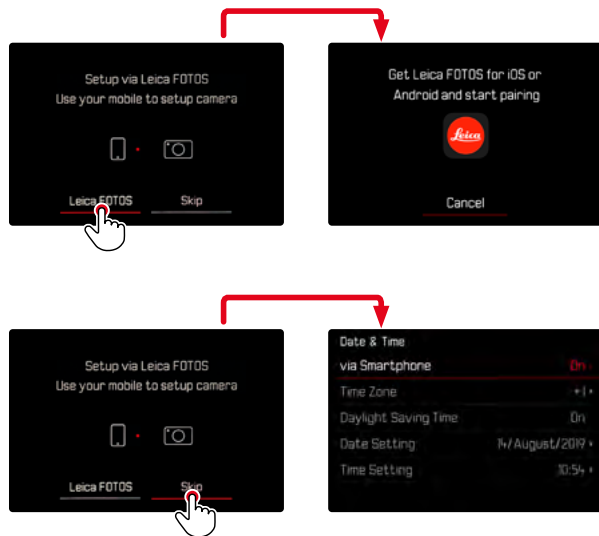 Setup via Leica FOTOS
Use your mobile to setup camera
Leica FOTOS Skip
Get Leica FOTOS for iOS or
Android and start pairing
Leica
Cancel
Setup via Leica FOTOS
Use your mobile to setup camera
Leica FOTOS Skip
Date & Time
via Smartphone On
Time Zone +1
Daylight Saving Time On
Date Setting 14/August/2019
Time Setting 10:54